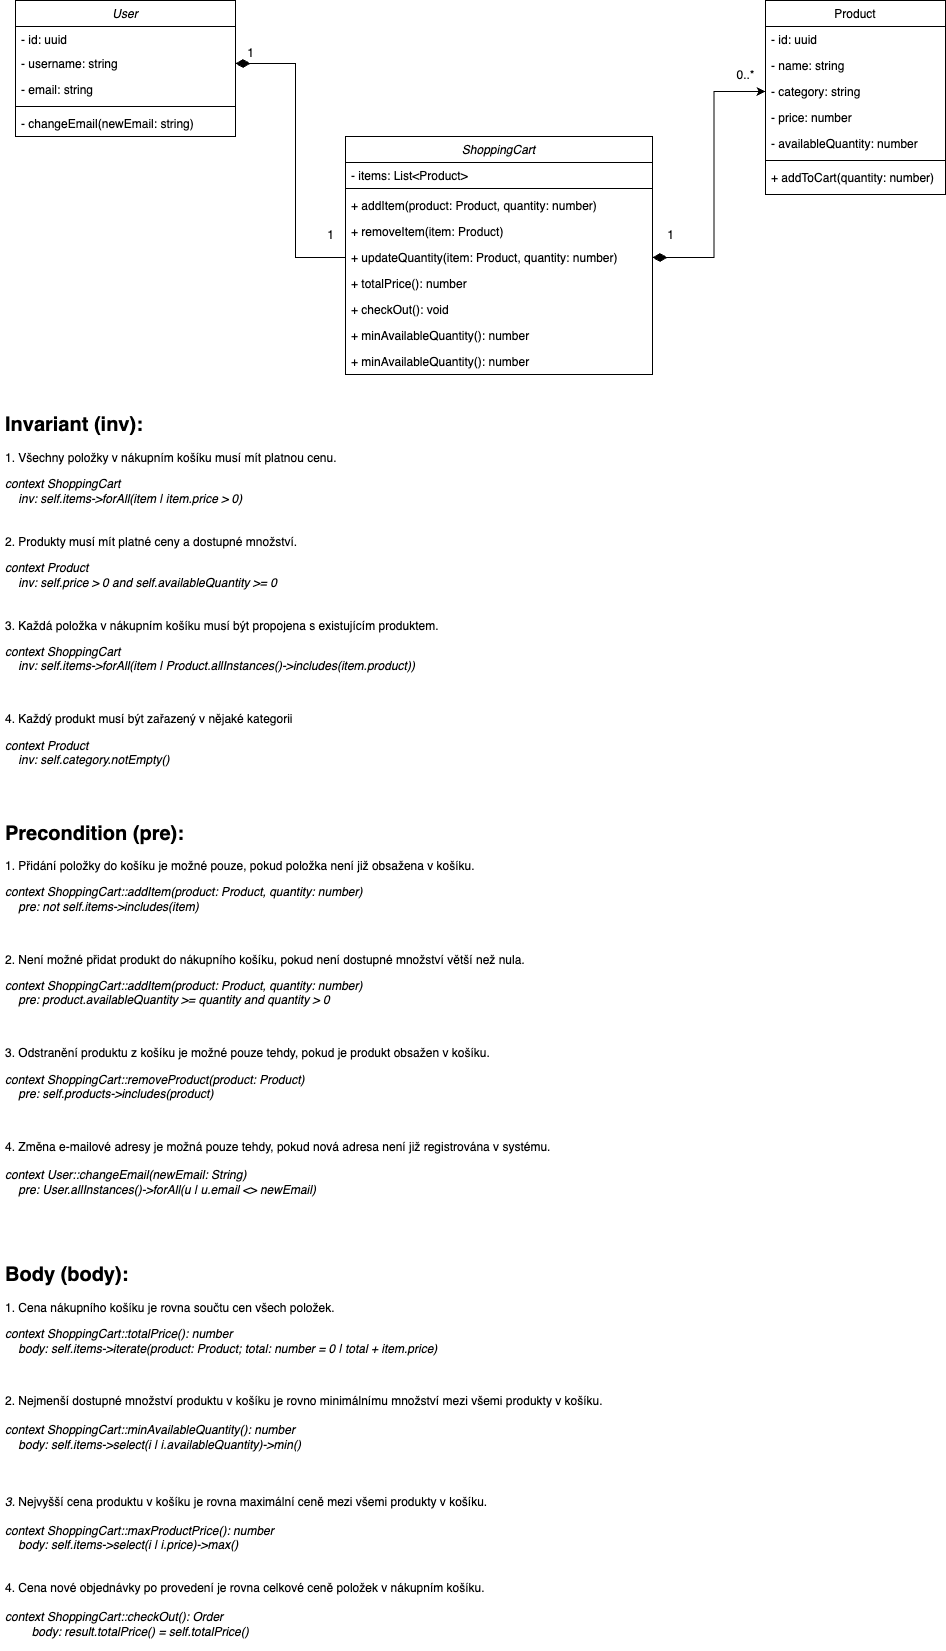 User
- id: uuid
- username: string
- email: string
- changeEmail(newEmail: string)
1
1
ShoppingCart
- items: List<Product>
+ addItem(product: Product, quantity: number)
+ removeItem(item: Product)
+ updateQuantity(item: Product, quantity: number)
+ totalPrice(): number
+ checkOut(): void
+ minAvailableQuantity(): number
+ minAvailableQuantity(): number
1
0..*
Product
- id: uuid
- name: string
- category: string
- price: number
- availableQuantity: number
+ addToCart(quantity: number)
Invariant (inv):
1. Všechny položky v nákupním košíku musí mít platnou cenu.
context ShoppingCart
inv: self.items->forAll(item | item.price > 0)
2. Produkty musí mít platné ceny a dostupné množství.
context Product
inv: self.price > 0 and self.availableQuantity >= 0
3. Každá položka v nákupním košíku musí být propojena s existujícím produktem.
context ShoppingCart
inv: self.items->forAll(item | Product.allInstances()->includes(item.product))
4. Každý produkt musí být zařazený v nějaké kategorii
context Product
inv: self.category.notEmpty()
Precondition (pre):
1. Přidání položky do košíku je možné pouze, pokud položka není již obsažena v košíku.
context ShoppingCart::addItem(product: Product, quantity: number)
pre: not self.items->includes(item)
2. Není možné přidat produkt do nákupního košíku, pokud není dostupné množství větší než nula.
context ShoppingCart::addItem(product: Product, quantity: number)
pre: product.availableQuantity >= quantity and quantity > 0
3. Odstranění produktu z košíku je možné pouze tehdy, pokud je produkt obsažen v košíku.
context ShoppingCart::removeProduct(product: Product)
pre: self.products->includes(product)
4. Změna e-mailové adresy je možná pouze tehdy, pokud nová adresa není již registrována v systému.
context User::changeEmail(newEmail: String)
pre: User.allInstances()->forAll(u | u.email <> newEmail)
Body (body):
1. Cena nákupního košíku je rovna součtu cen všech položek.
context ShoppingCart::totalPrice(): number
body: self.items->iterate(product: Product; total: number = 0 | total + item.price)
2. Nejmenší dostupné množství produktu v košíku je rovno minimálnímu množství mezi všemi produkty v košíku.
context ShoppingCart::minAvailableQuantity(): number
body: self.items->select(i | i.availableQuantity)->min()
3. Nejvyšší cena produktu v košíku je rovna maximální ceně mezi všemi produkty v košíku.
context ShoppingCart::maxProductPrice(): number
body: self.items->select(i | i.price)->max()
4. Cena nové objednávky po provedení je rovna celkové ceně položek v nákupním košíku.
context ShoppingCart::checkOut(): Order
body: result.totalPrice() = self.totalPrice()